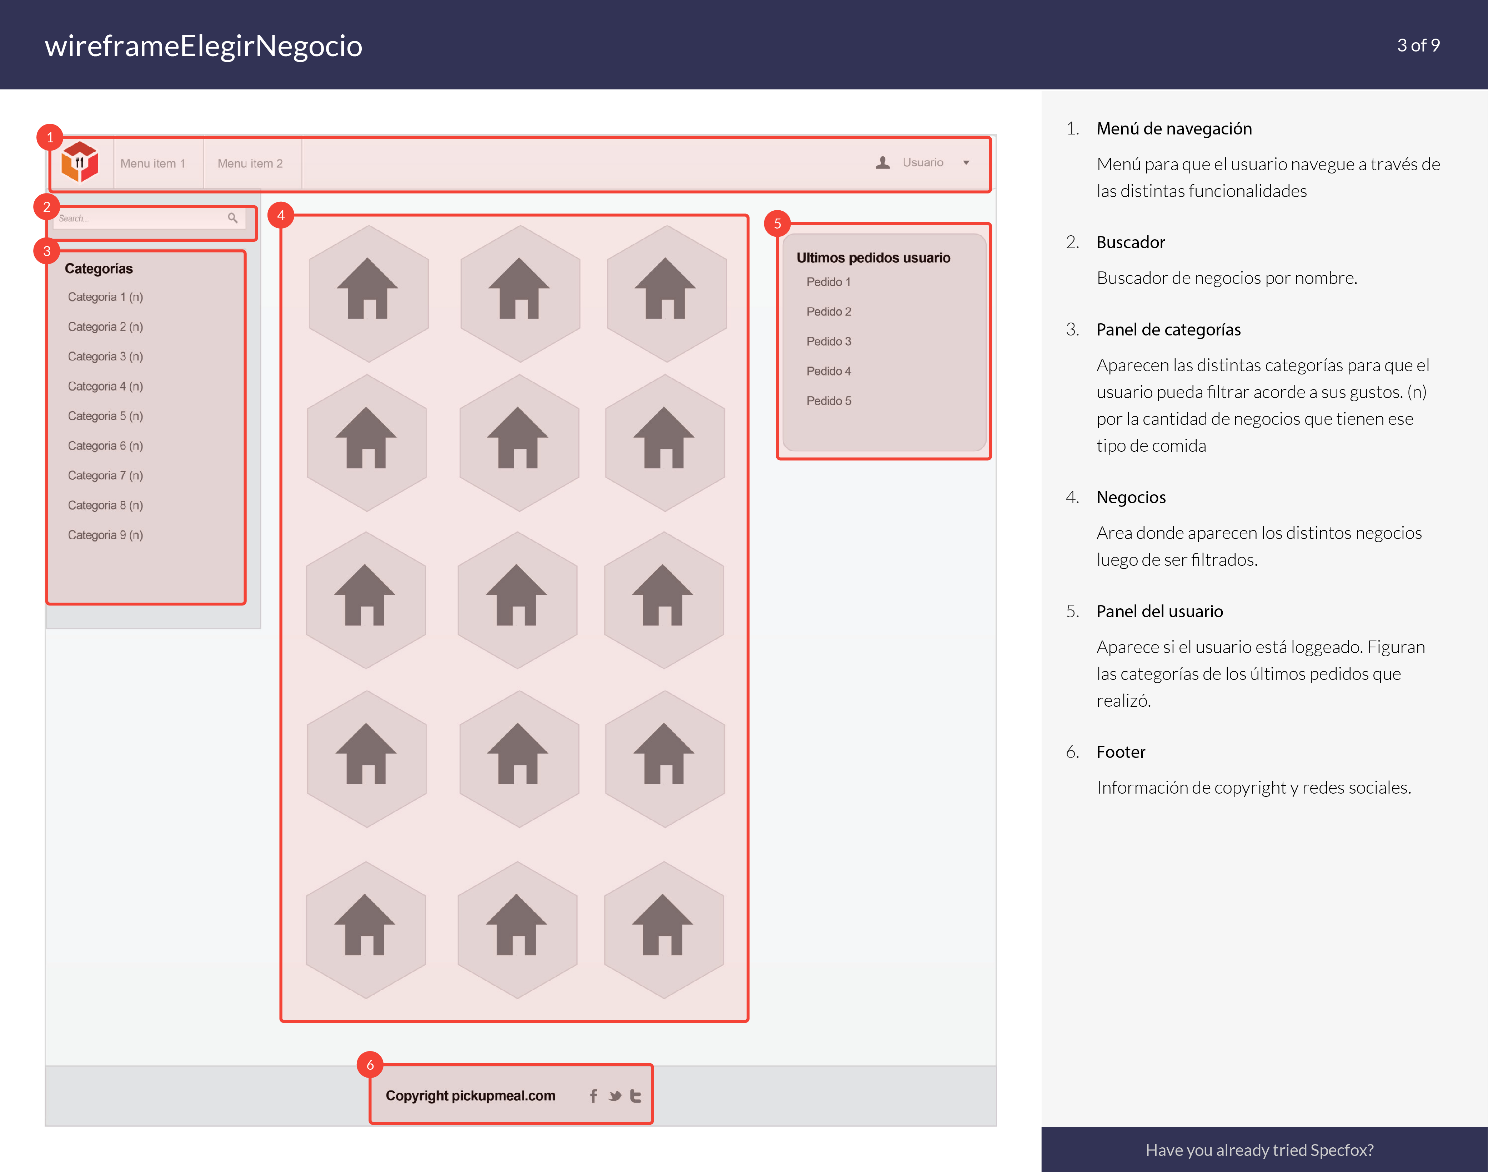 wireframeElegirNegocio
3 of 9
1
Menu item 1
Menu item 2
Usuario
2
Search..
3
Categorias
Categoria 1 (n)
Categoria 2 (n)
Categoria 3 (n)
Categoria 4 (n)
Categoria 5 (n)
Categoria 6 (n)
Categoria 7 (n)
Categoria 8 (n)
Categoria 9 (n)
4
5
Ultimos pedidos usuario
Pedido 1
Pedido 2
Pedido 3
Pedido 4
Pedido 5
6
Copyright pickupmeal.com
1. Menú de navegación
Menú para que el usuario navegue a través de
las distintas funcionalidades
2. Buscador
Buscador de negocios por nombre.
3. Panel de categorías
Aparecen las distintas categorías para que el
usuario pueda filtrar acorde a sus gustos. (n)
por la cantidad de negocios que tienen ese
tipo de comida
4. Negocios
Area donde aparecen los distintos negocios
luego de ser filtrados.
5. Panel del usuario
Aparece si el usuario está loggeado. Figuran
las categorías de los últimos pedidos que
realizó.
6. Footer
Información de copyright y redes sociales.
Have you already tried Specfox?